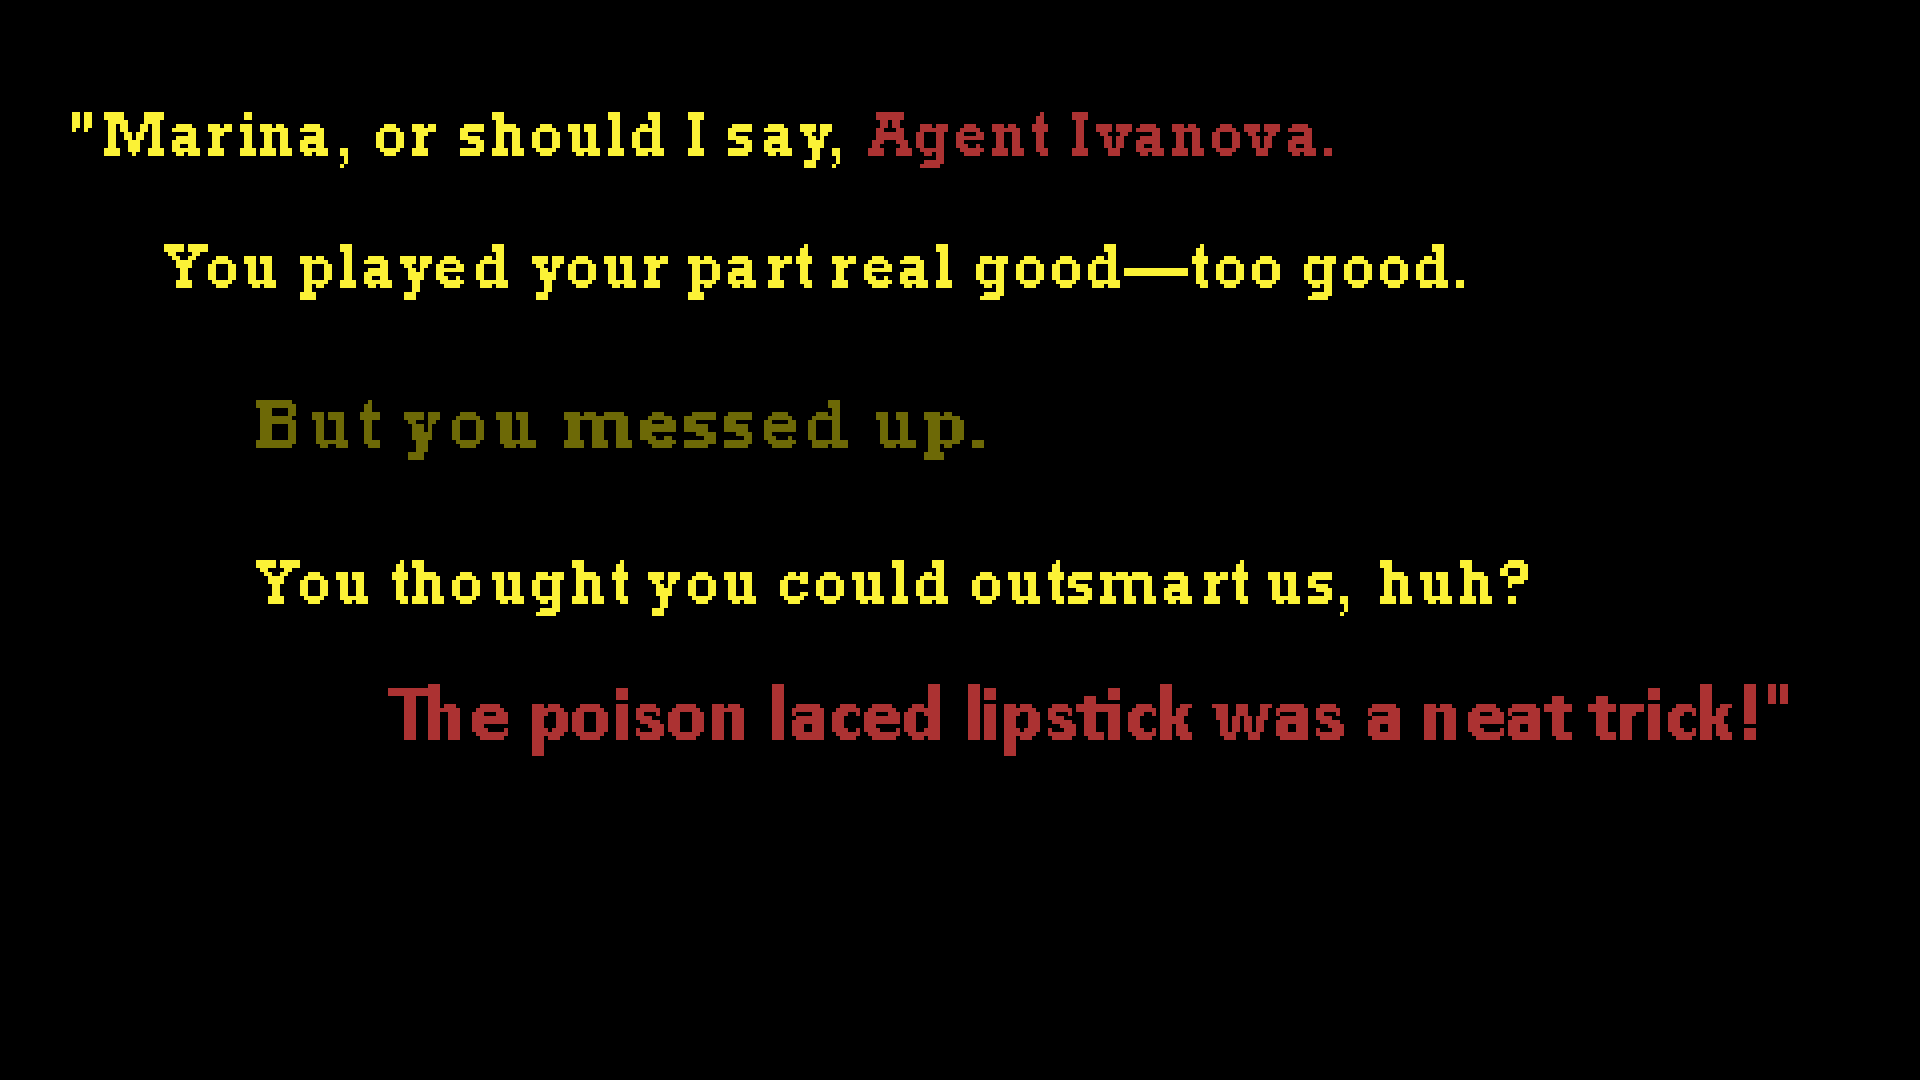 "Marina, or should I say, Agent Ivanova.
You played your part real good—too good.
But you messed up.
You thought you could outsmart us, huh?
The poison laced lipstick was a neat trick!"